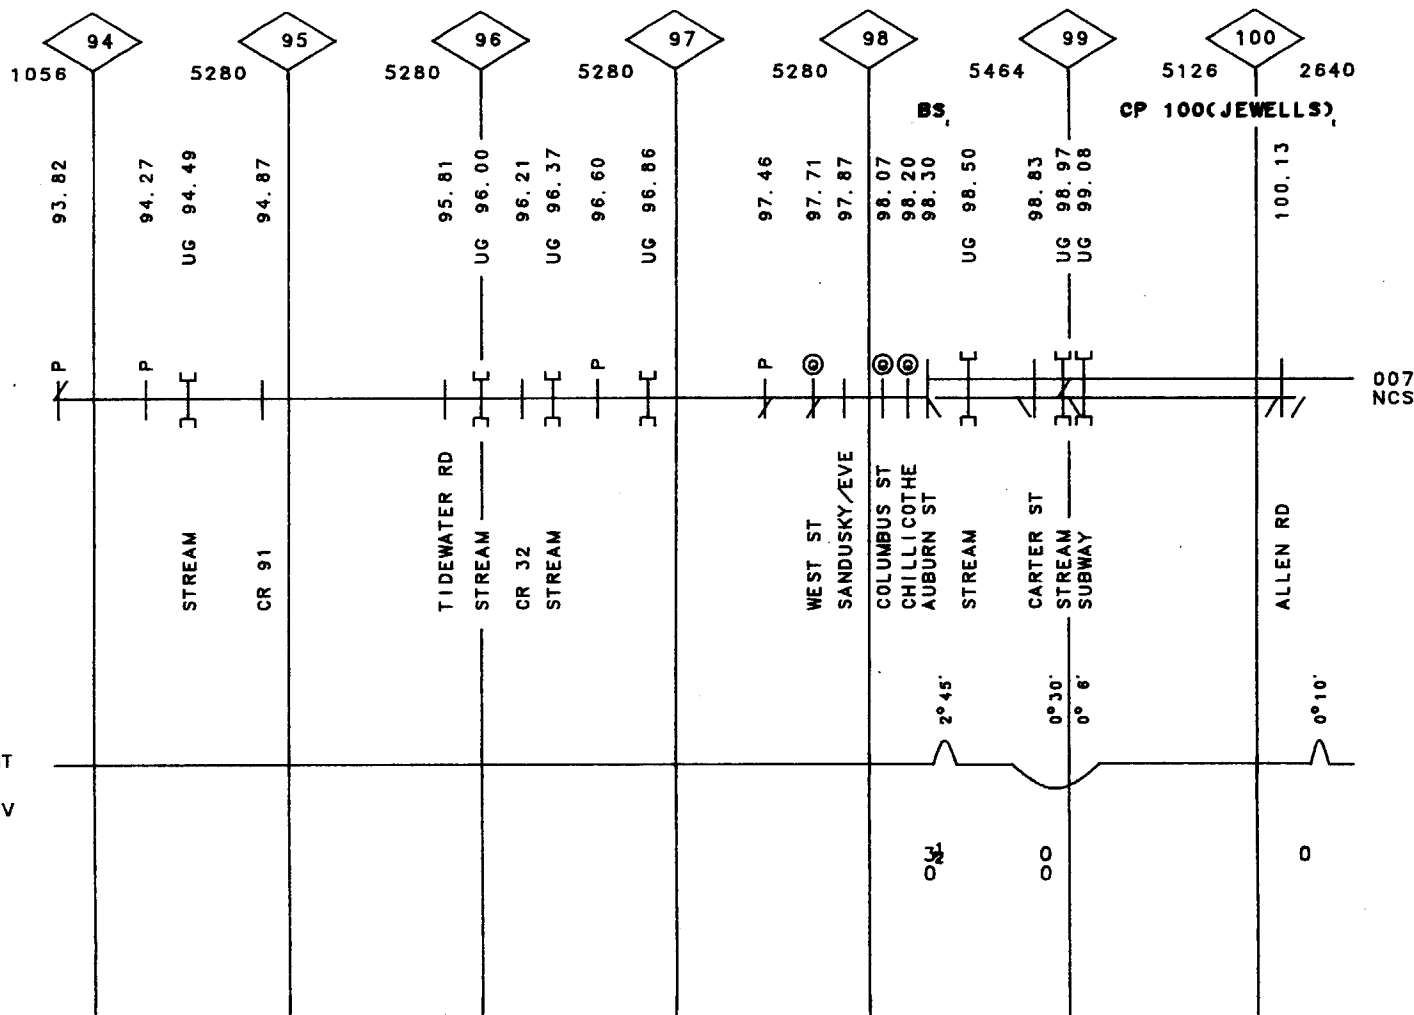 94 95 96 97 98 99 100
1056 5280 5280 5280 5280 5464 5126 2640
BS CP 100(JEWELLS)
93.82
94.27
UG 94.49
94.87
95.81
UG 96.00
96.21
UG 96.37
96.60
UG 96.86
97.46
97.71
97.87
98.07
98.20
98.30
UG 98.50
98.83
UG 98.97
UG 99.08
100.13
P P P P
007
NCS
STREAM
CR 91
TIDEWATER RD
STREAM
CR 32
STREAM
WEST ST
SANDUSKY/EVE
COLUMBUS ST
CHILLICOTHE
AUBURN ST
STREAM
CARTER ST
STREAM
SUBWAY
ALLEN RD
2°45'
0°30'
0° 6'
0°10'
T
V
3½ 0 0
0 0